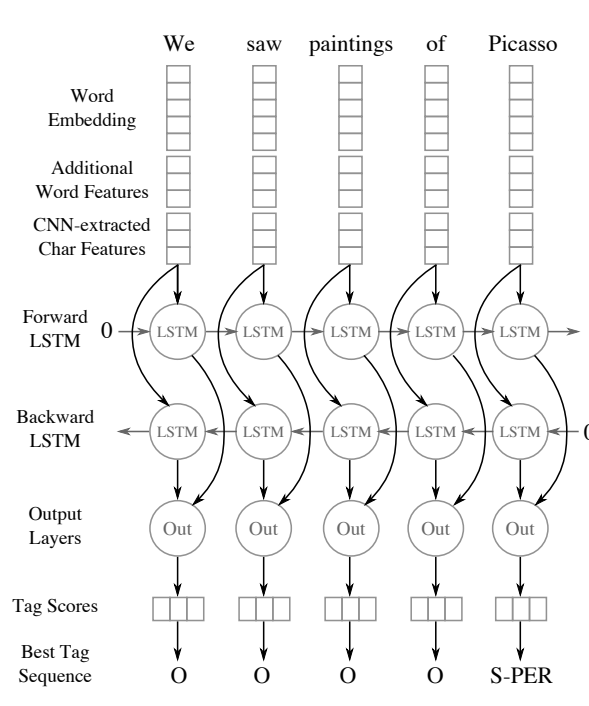 We saw paintings of Picasso
Word
Embedding
Additional
Word Features
CNN-extracted
Char Features
Forward
LSTM
0 LSTM LSTM LSTM LSTM LSTM
Backward
LSTM
LSTM LSTM LSTM LSTM LSTM 0
Output
Layers
Out Out Out Out Out
Tag Scores
Best Tag
Sequence
O O O O S-PER